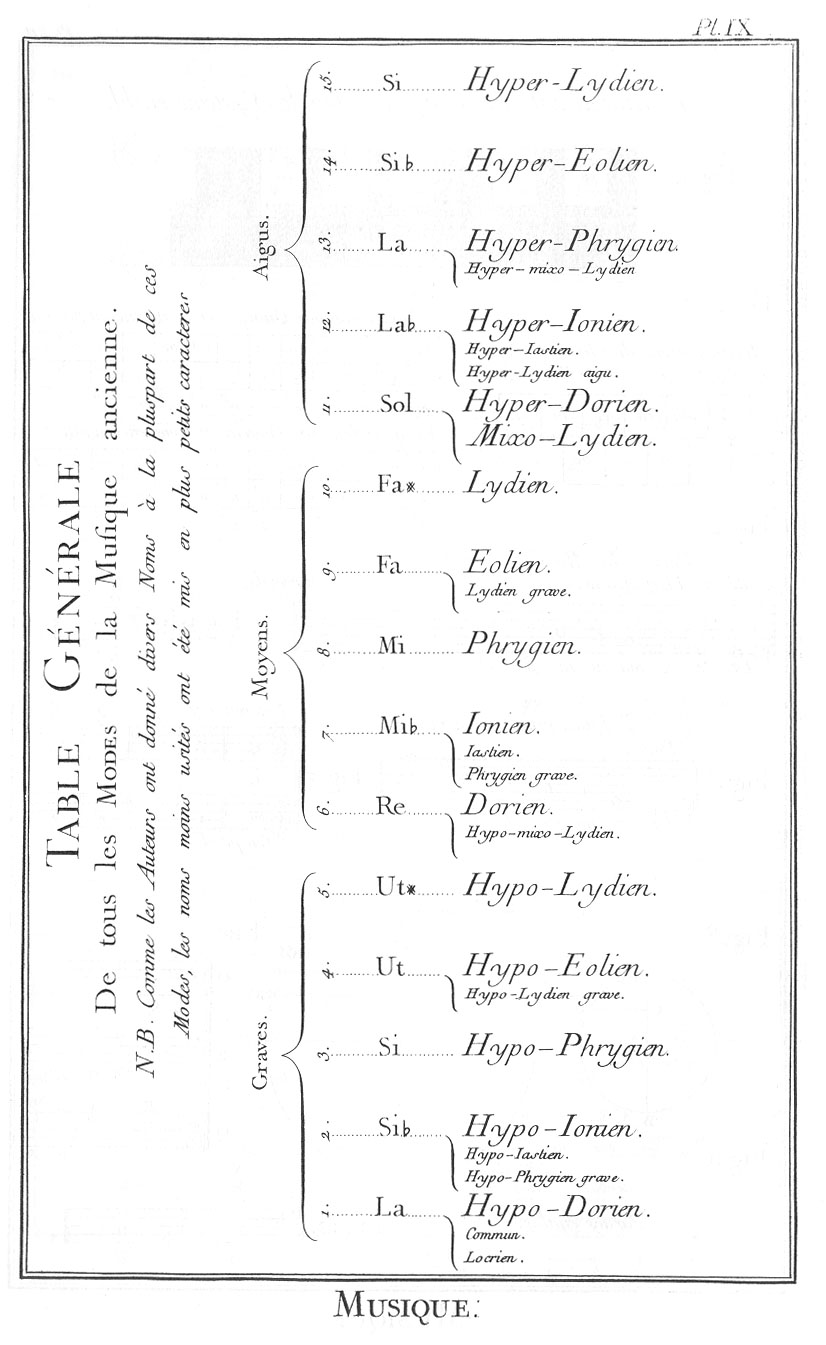 Pl. IX
TABLE GÉNÉRALE
De tous les MODES de la Musique ancienne.
N.B. Comme les Auteurs ont donné divers Noms à la pluspart de ces
Modes, les noms moins usités ont été mis en plus petits caracteres
Aigus.
15. Si Hyper-Lydien.
14. Si♭ Hyper-Eolien.
13. La Hyper-Phrygien.
Hyper-mixo-Lydien
12. La♭ Hyper-Ionien.
Hyper-Iastien.
Hyper-Lydien aigu.
11. Sol Hyper-Dorien.
Mixo-Lydien.
Moyens.
10. Fa⨳ Lydien.
9. Fa Eolien.
Lydien grave.
8. Mi Phrygien.
7. Mi♭ Ionien.
Iastien.
Phrygien grave.
6. Re Dorien.
Hypo-mixo-Lydien.
Graves.
5. Ut⨳ Hypo-Lydien.
4. Ut Hypo-Eolien.
Hypo-Lydien grave.
3. Si Hypo-Phrygien.
2. Si♭ Hypo-Ionien.
Hypo-Iastien.
Hypo-Phrygien grave.
1. La Hypo-Dorien.
Commun.
Locrien.
MUSIQUE.